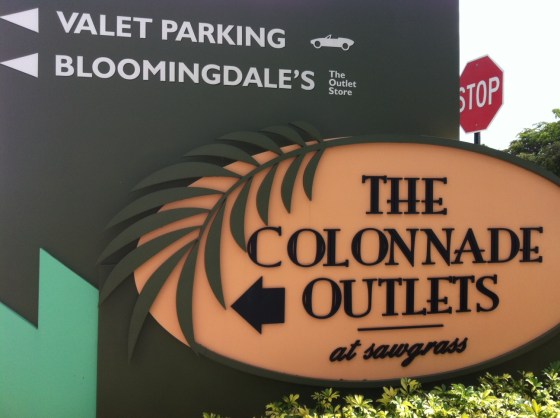 VALET PARKING
BLOOMINGDALE'S The Outlet Store
STOP
THE
COLONNADE
OUTLETS
at sawgrass